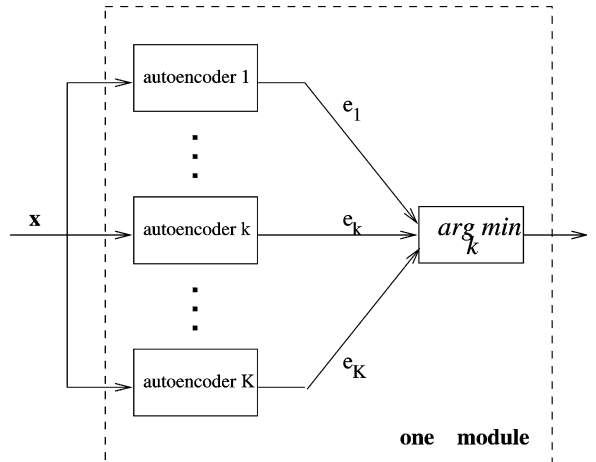 autoencoder 1
e1
x
autoencoder k
ek
arg min
k
autoencoder K
eK
one module